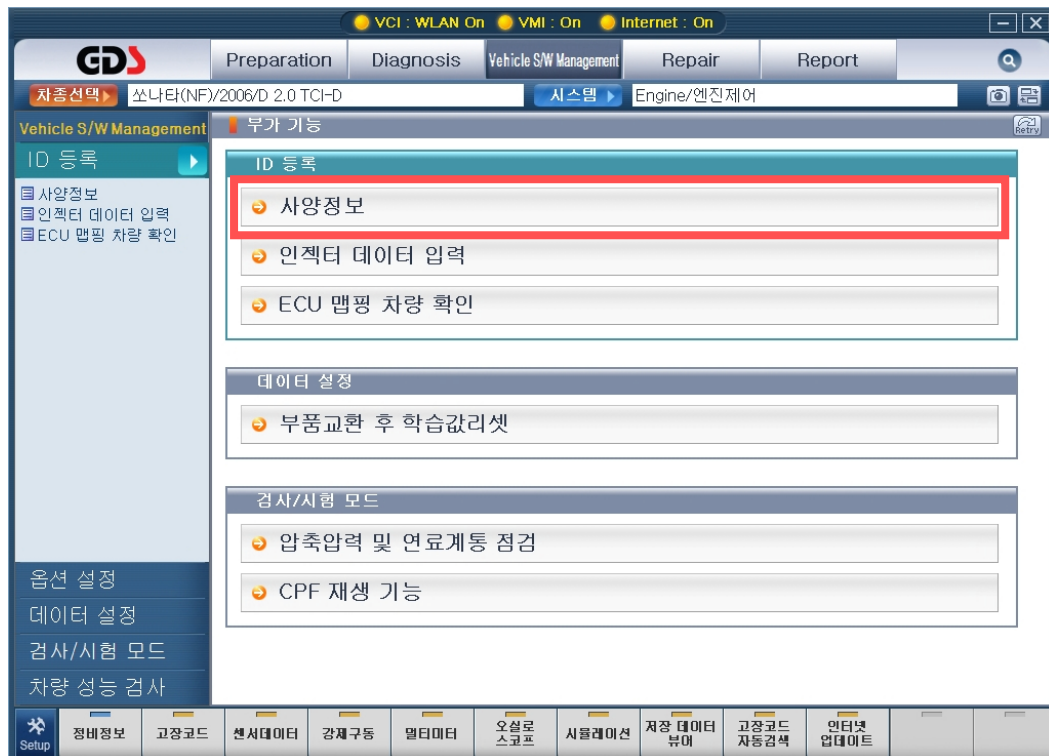 VCI : WLAN On VMI : On Internet : On
GDS Preparation Diagnosis Vehicle S/W Management Repair Report
차종선택 쏘나타(NF)/2006/D 2.0 TCI-D 시스템 Engine/엔진제어
Vehicle S/W Management
부가 기능
Retry
ID 등록
사양정보
인젝터 데이터 입력
ECU 맵핑 차량 확인
옵션 설정
데이터 설정
검사/시험 모드
차량 성능 검사
ID 등록
사양정보
인젝터 데이터 입력
ECU 맵핑 차량 확인
데이터 설정
부품교환 후 학습값리셋
검사/시험 모드
압축압력 및 연료계통 점검
CPF 재생 기능
Setup
정비정보
고장코드
센서데이터
강제구동
멀티미터
오실로
스코프
시뮬레이션
저장 데이터
뷰어
고장코드
자동검색
인터넷
업데이트